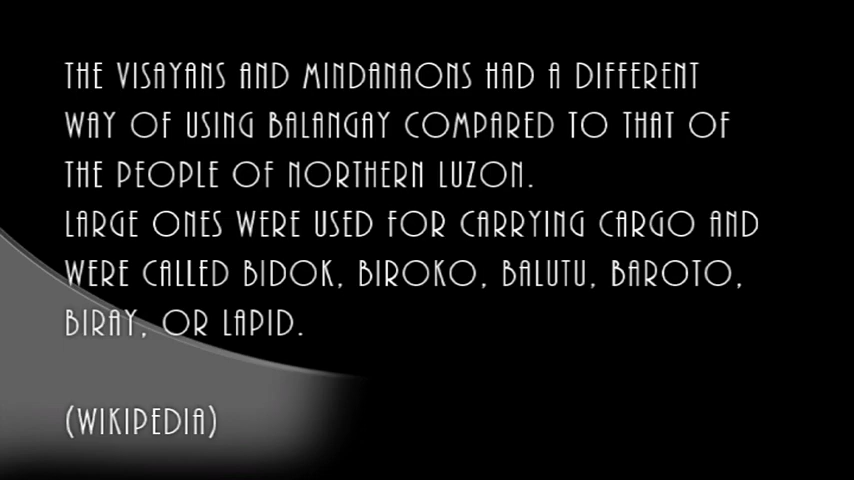 THE VISAYANS AND MINDANAONS HAD A DIFFERENT
WAY OF USING BALANGAY COMPARED TO THAT OF
THE PEOPLE OF NORTHERN LUZON.
LARGE ONES WERE USED FOR CARRYING CARGO AND
WERE CALLED BIDOK, BIROKO, BALUTU, BAROTO,
BIRAY, OR LAPID.
(WIKIPEDIA)